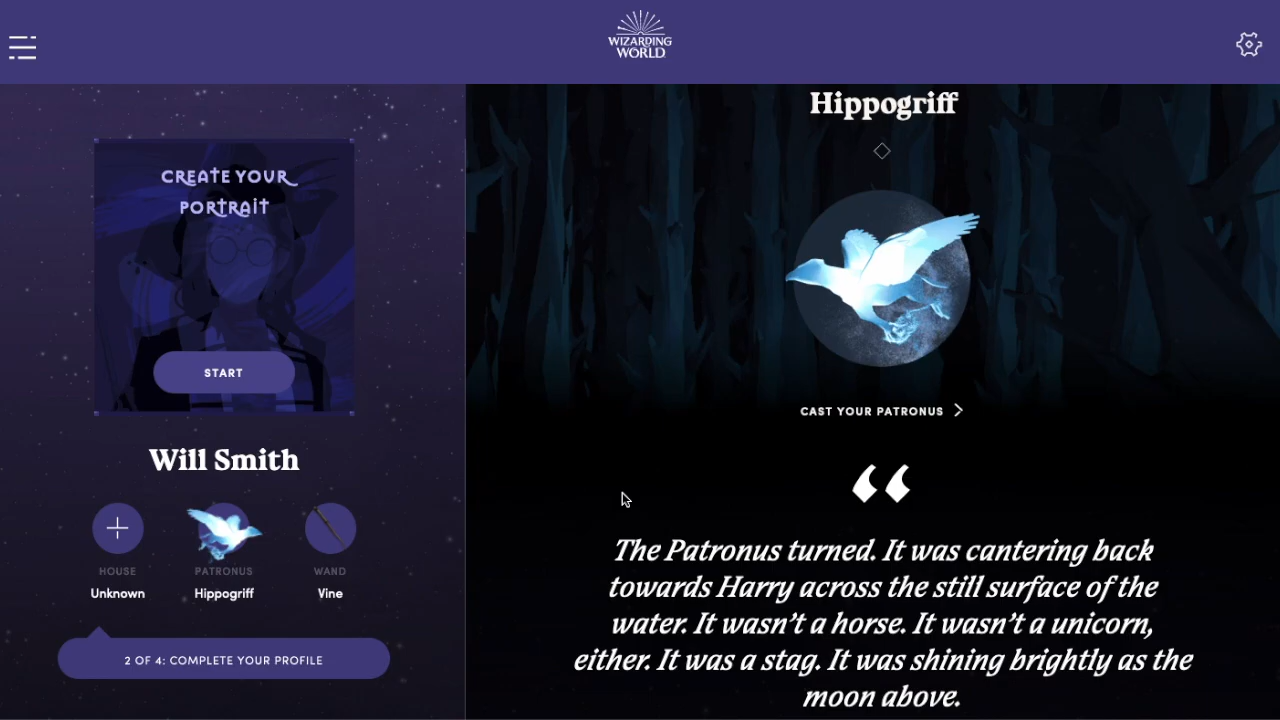 WIZARDING
WORLD
CREATE YOUR
PORTRAIT
START
Will Smith
HOUSE
Unknown
PATRONUS
Hippogriff
WAND
Vine
2 OF 4: COMPLETE YOUR PROFILE
Hippogriff
CAST YOUR PATRONUS
“
The Patronus turned. It was cantering back
towards Harry across the still surface of the
water. It wasn’t a horse. It wasn’t a unicorn,
either. It was a stag. It was shining brightly as the
moon above.